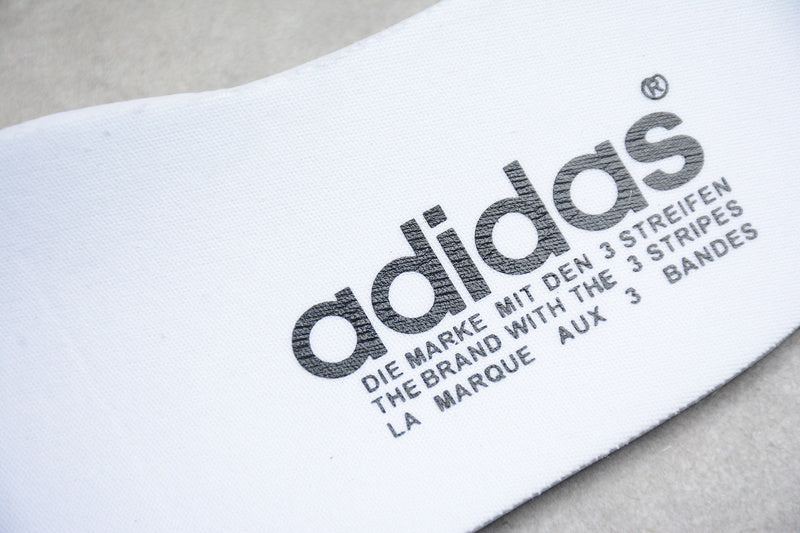 adidas®
DIE MARKE MIT DEN 3 STREIFEN
THE BRAND WITH THE 3 STRIPES
LA MARQUE AUX 3 BANDES